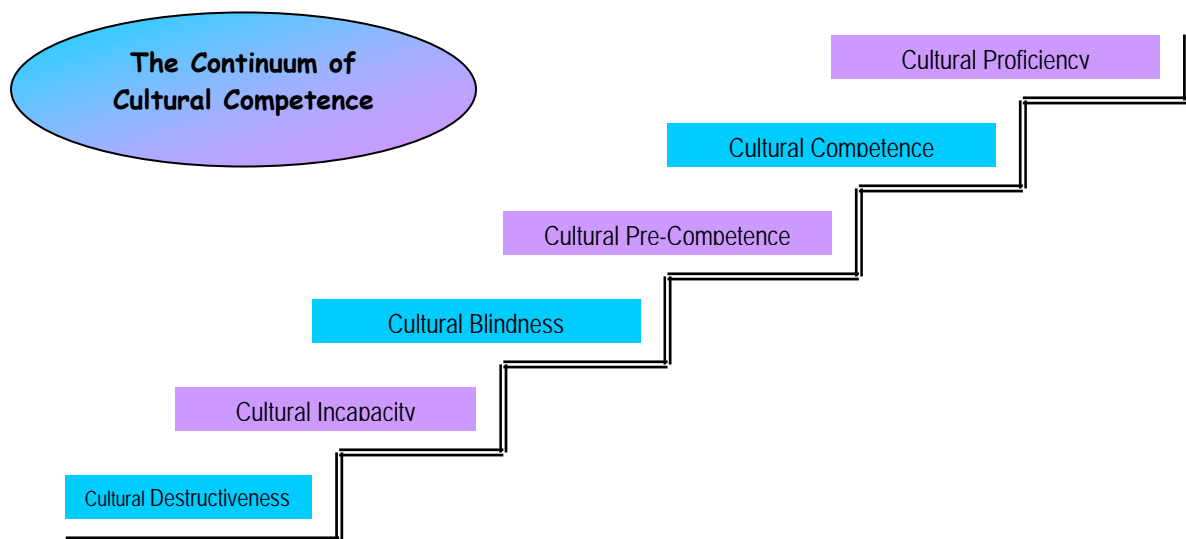 The Continuum of
Cultural Competence
Cultural Proficiency
Cultural Competence
Cultural Pre-Competence
Cultural Blindness
Cultural Incapacity
Cultural Destructiveness